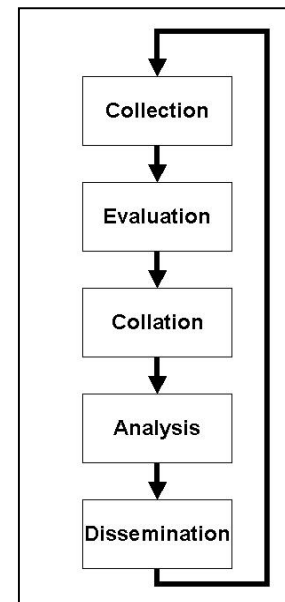 Collection
Evaluation
Collation
Analysis
Dissemination